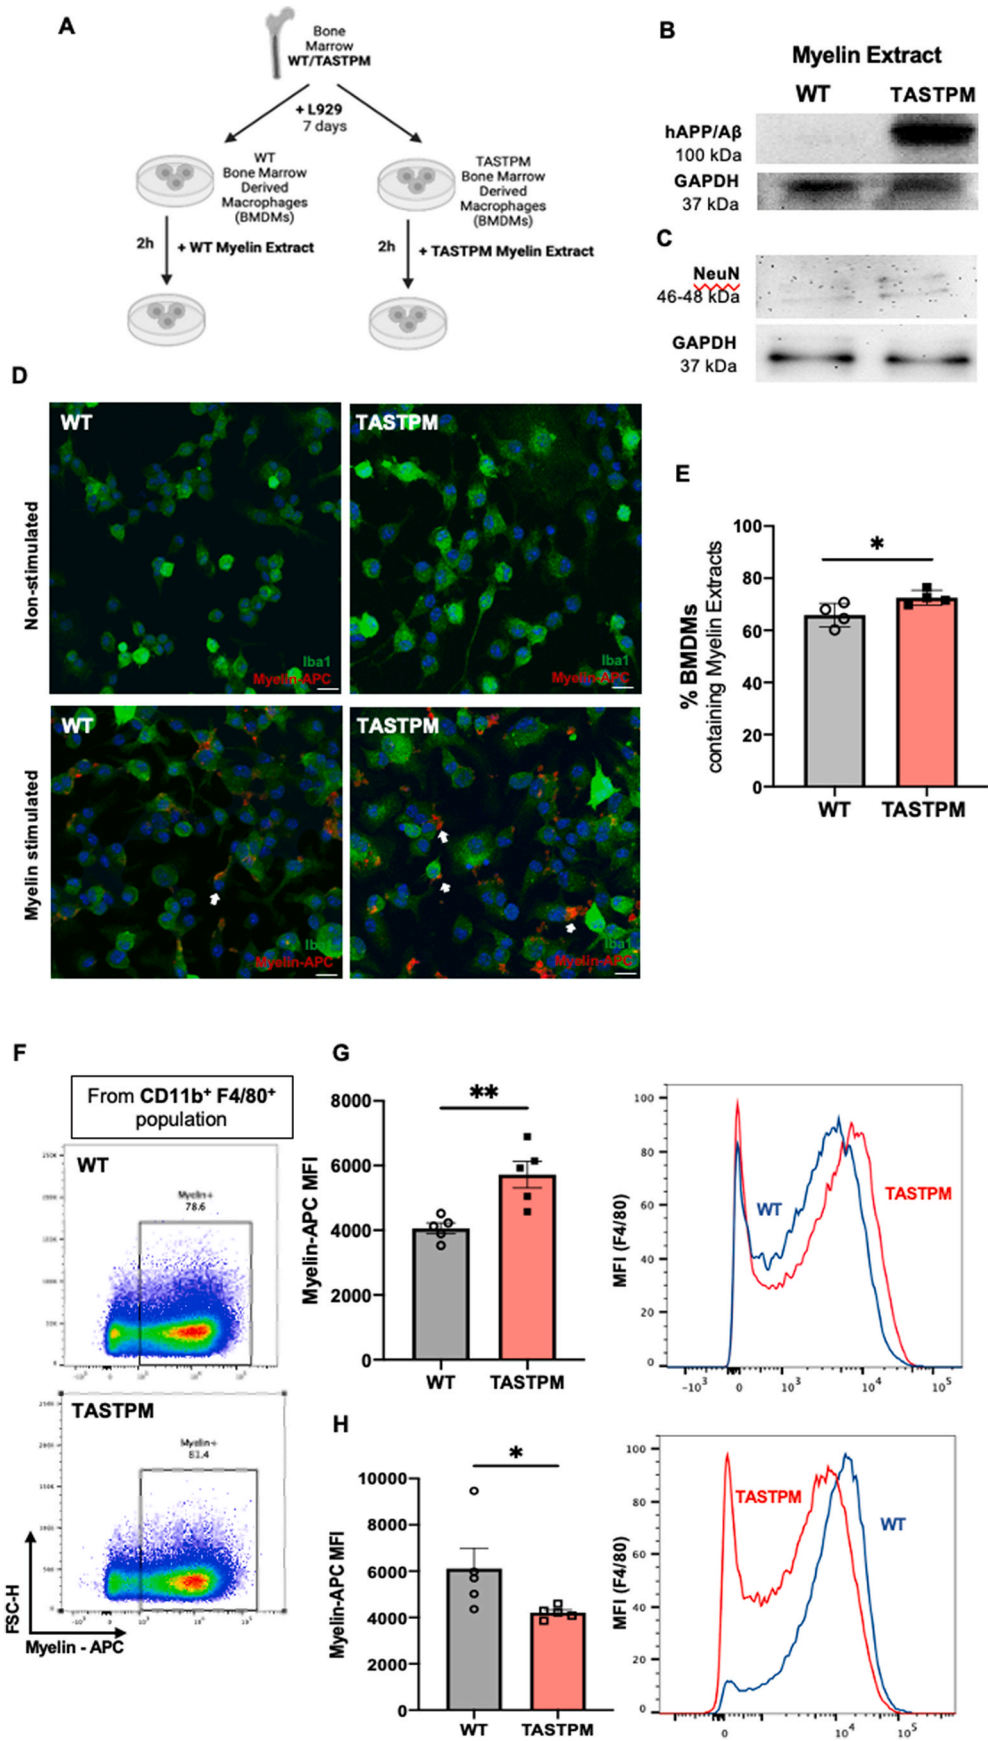 A
Bone
Marrow
WT/TASTPM
+ L929
7 days
WT
Bone Marrow
Derived
Macrophages
(BMDMs)
TASTPM
Bone Marrow
Derived
Macrophages
(BMDMs)
2h
+ WT Myelin Extract
2h
+ TASTPM Myelin Extract
B
Myelin Extract
WT TASTPM
hAPP/Aβ
100 kDa
GAPDH
37 kDa
C
NeuN
46-48 kDa
GAPDH
37 kDa
D
Non-stimulated
WT
Iba1
Myelin-APC
TASTPM
Iba1
Myelin-APC
Myelin stimulated
WT
Iba1
Myelin-APC
TASTPM
Iba1
Myelin-APC
E
% BMDMs
containing Myelin Extracts
100
80
60
40
20
0
*
WT TASTPM
F
From CD11b+ F4/80+
population
WT
Myelin+
78.6
TASTPM
Myelin+
81.4
FSC-H
Myelin - APC
G
Myelin-APC MFI
8000
6000
4000
2000
0
**
WT TASTPM
MFI (F4/80)
100
80
60
40
20
0
WT
TASTPM
-10³ 0 10³ 10⁴ 10⁵
H
Myelin-APC MFI
10000
8000
6000
4000
2000
0
*
WT TASTPM
MFI (F4/80)
100
80
60
40
20
0
TASTPM
WT
0 10⁴ 10⁵